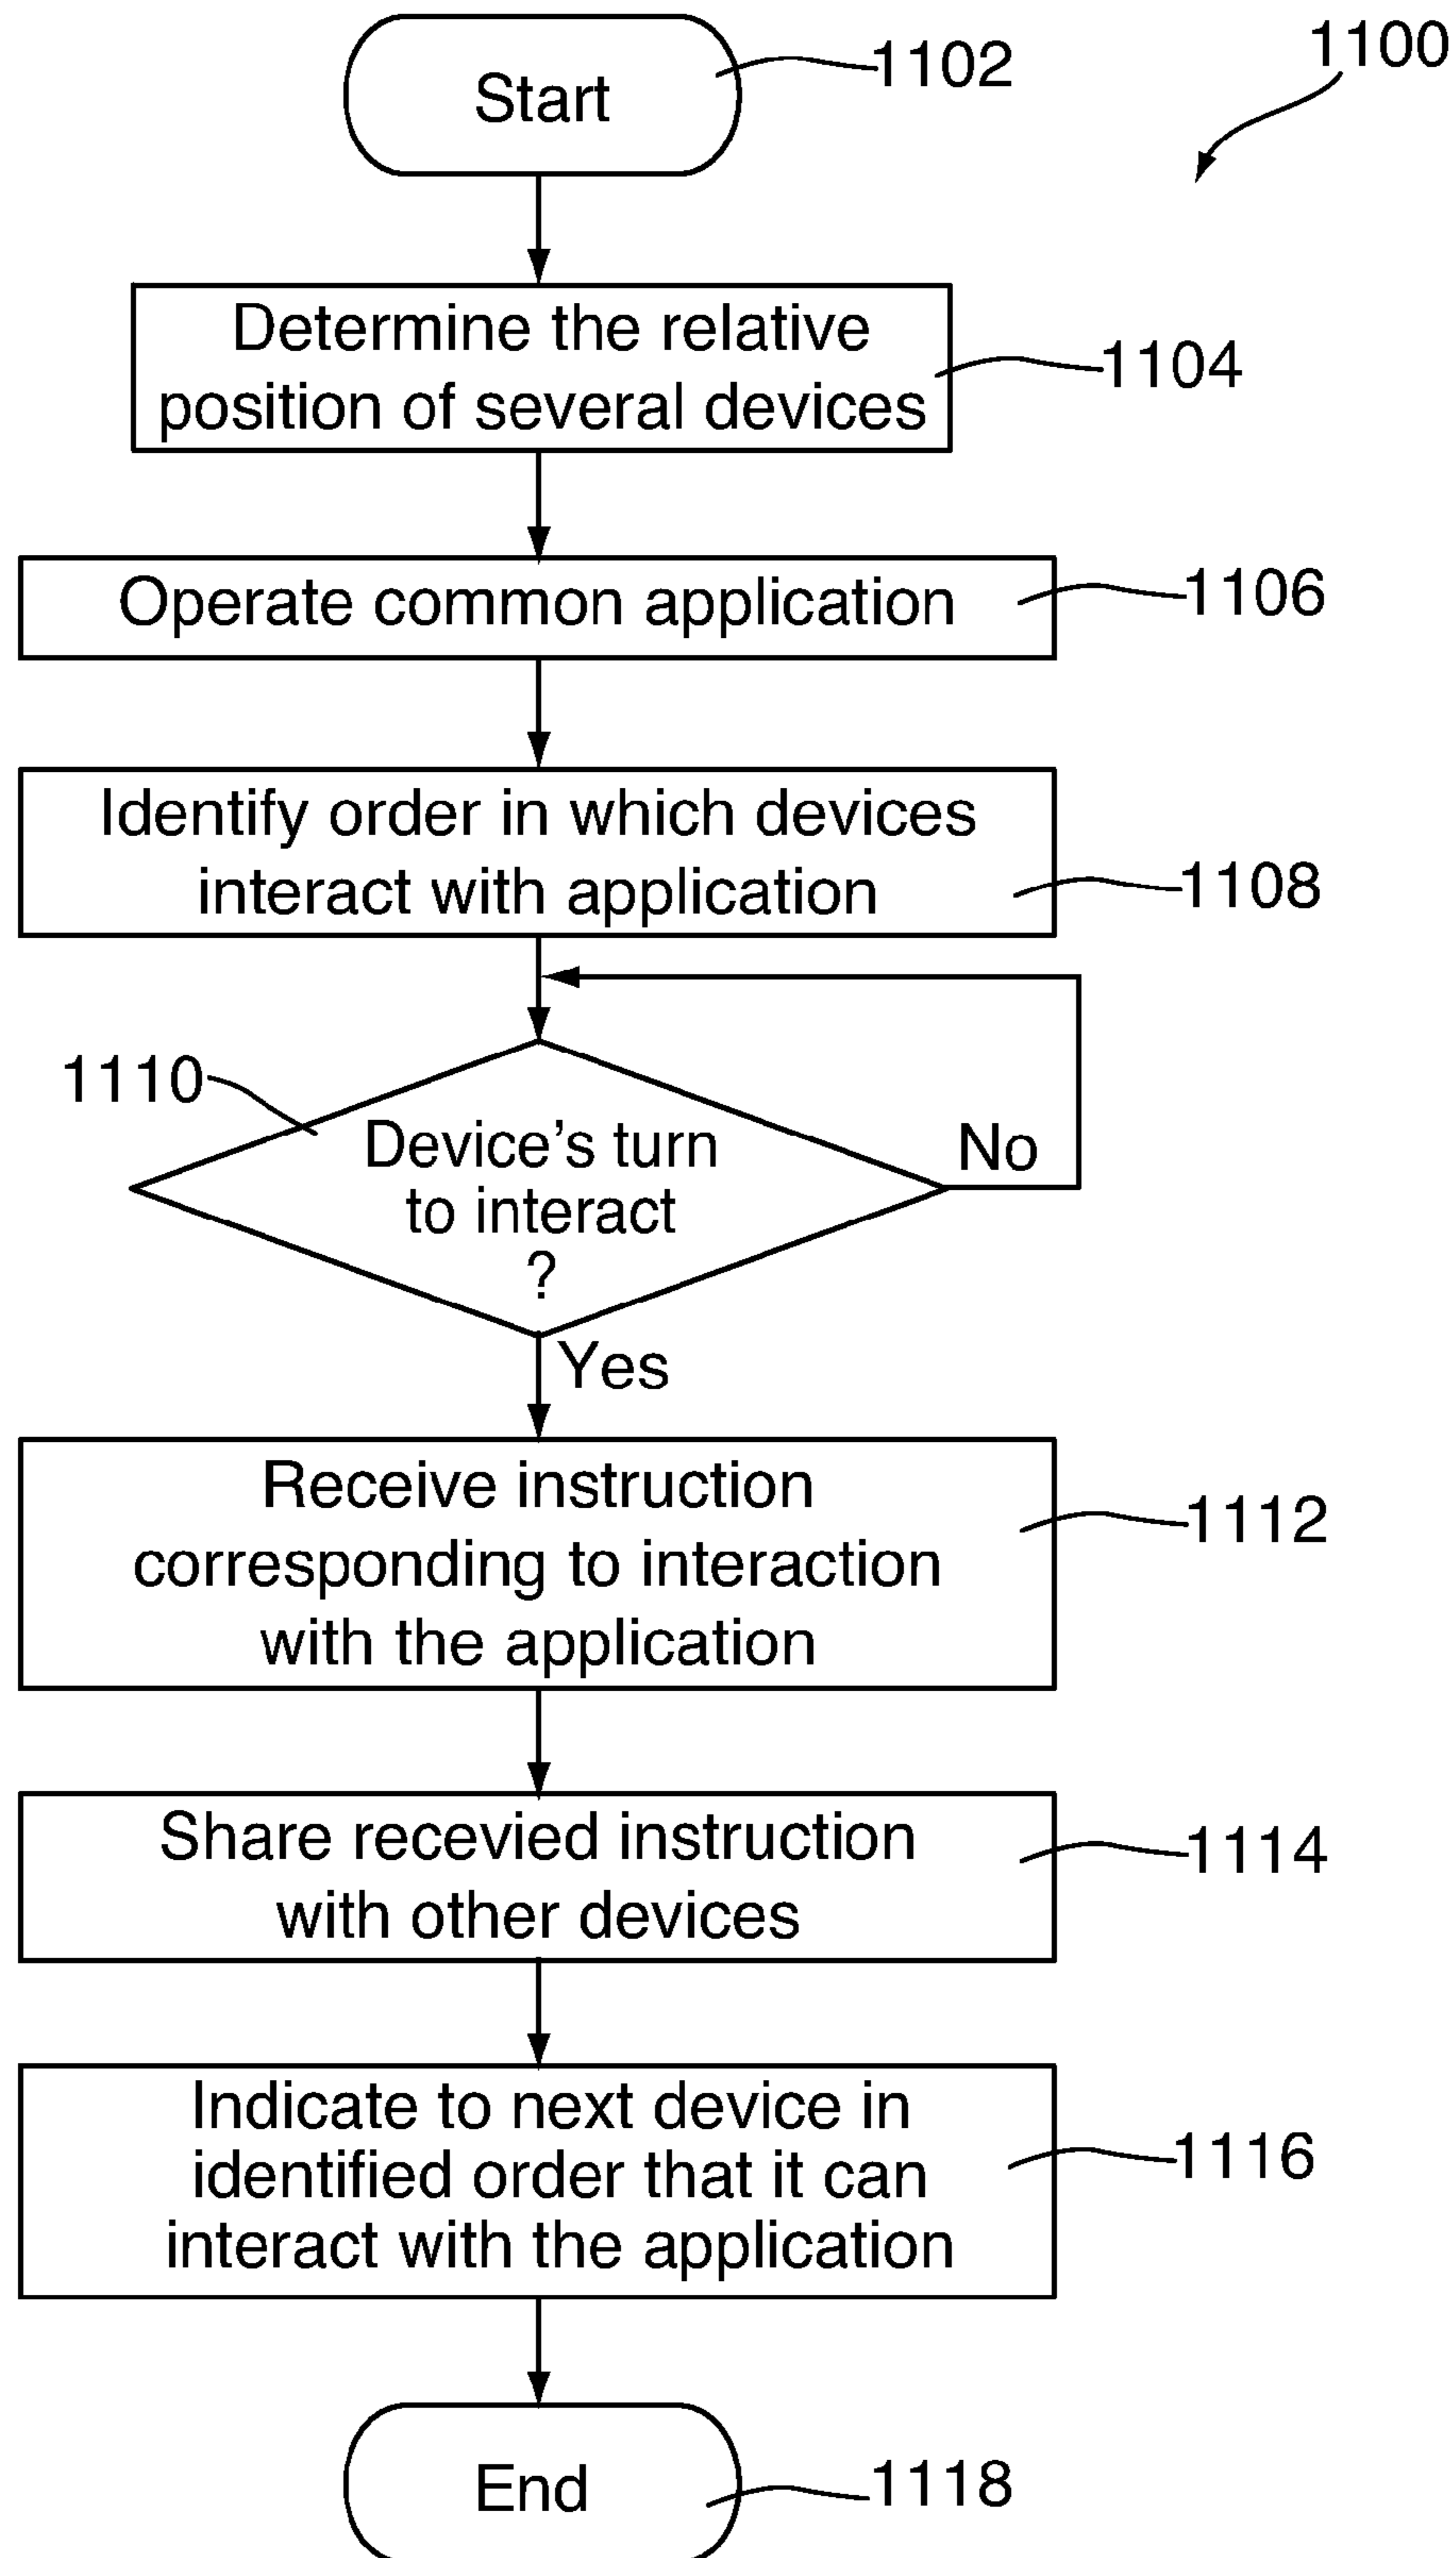 1100
Start
1102
Determine the relative
position of several devices
1104
Operate common application
1106
Identify order in which devices
interact with application
1108
1110
Device's turn
to interact
?
No
Yes
Receive instruction
corresponding to interaction
with the application
1112
Share recevied instruction
with other devices
1114
Indicate to next device in
identified order that it can
interact with the application
1116
End
1118